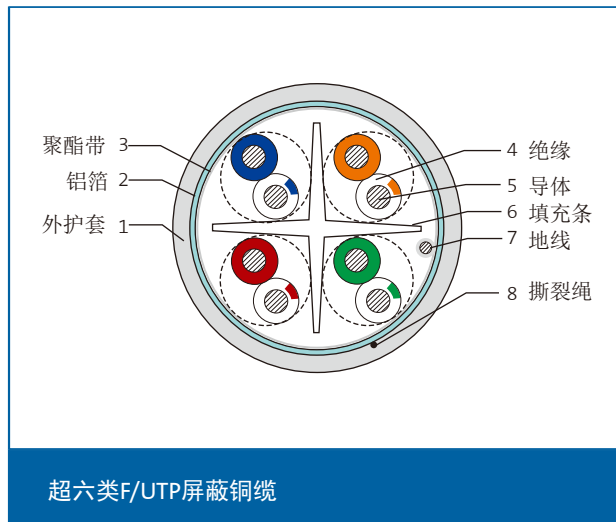 聚酯带 3
铝箔 2
外护套 1
4 绝缘
5 导体
6 填充条
7 地线
8 撕裂绳
超六类F/UTP屏蔽铜缆